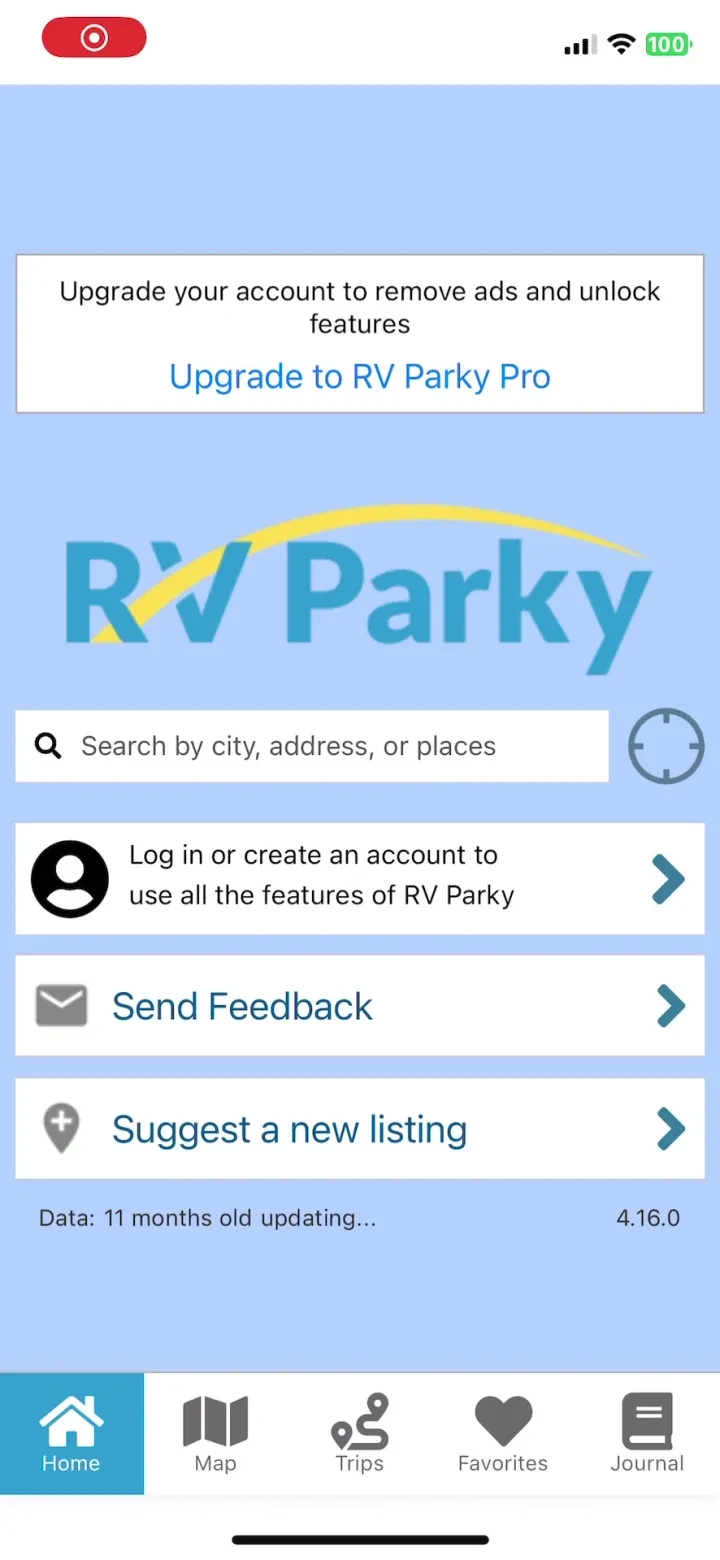 100
Upgrade your account to remove ads and unlock
features
Upgrade to RV Parky Pro
RV Parky
Search by city, address, or places
Log in or create an account to
use all the features of RV Parky
Send Feedback
Suggest a new listing
Data: 11 months old updating...
4.16.0
Home
Map
Trips
Favorites
Journal